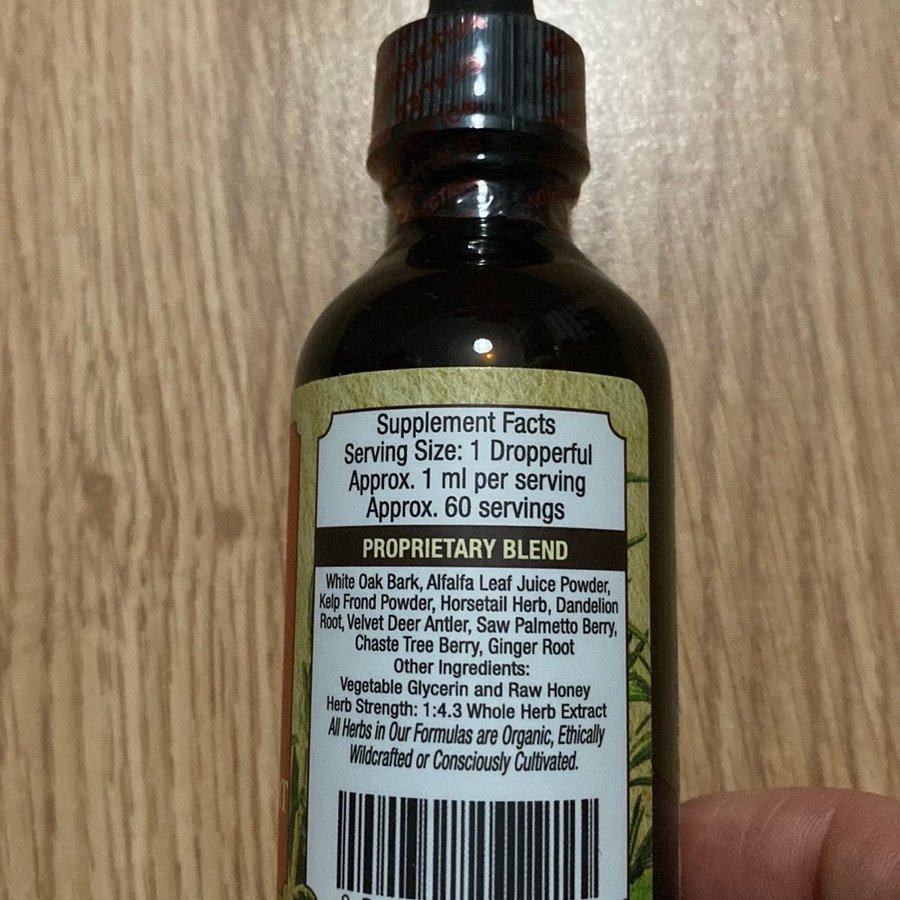 Supplement Facts
Serving Size: 1 Dropperful
Approx. 1 ml per serving
Approx. 60 servings
PROPRIETARY BLEND
White Oak Bark, Alfalfa Leaf Juice Powder,
Kelp Frond Powder, Horsetail Herb, Dandelion
Root, Velvet Deer Antler, Saw Palmetto Berry,
Chaste Tree Berry, Ginger Root
Other Ingredients:
Vegetable Glycerin and Raw Honey
Herb Strength: 1:4.3 Whole Herb Extract
All Herbs in Our Formulas are Organic, Ethically
Wildcrafted or Consciously Cultivated.